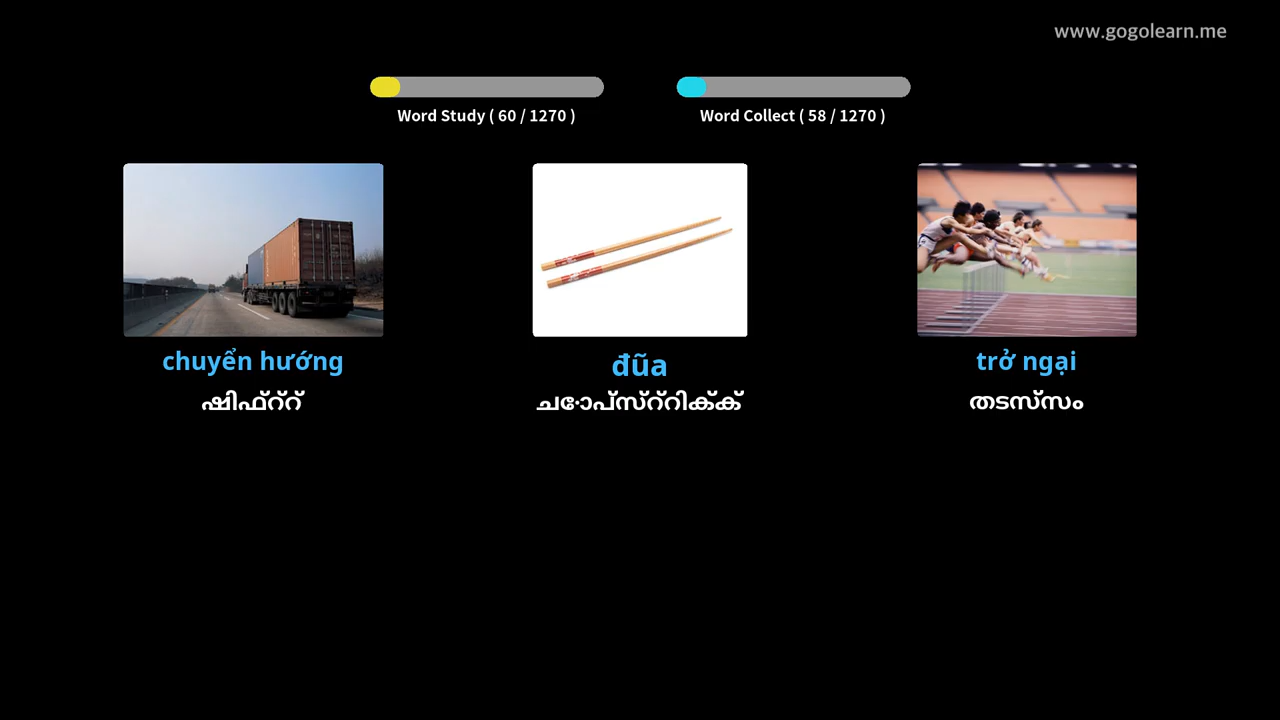 www.gogolearn.me
Word Study ( 60 / 1270 )
Word Collect ( 58 / 1270 )
chuyển hướng
đũa
trở ngại
ഷിഫ്റ്റ്
ചോപ്സ്റ്റിക്ക്
തടസ്സം